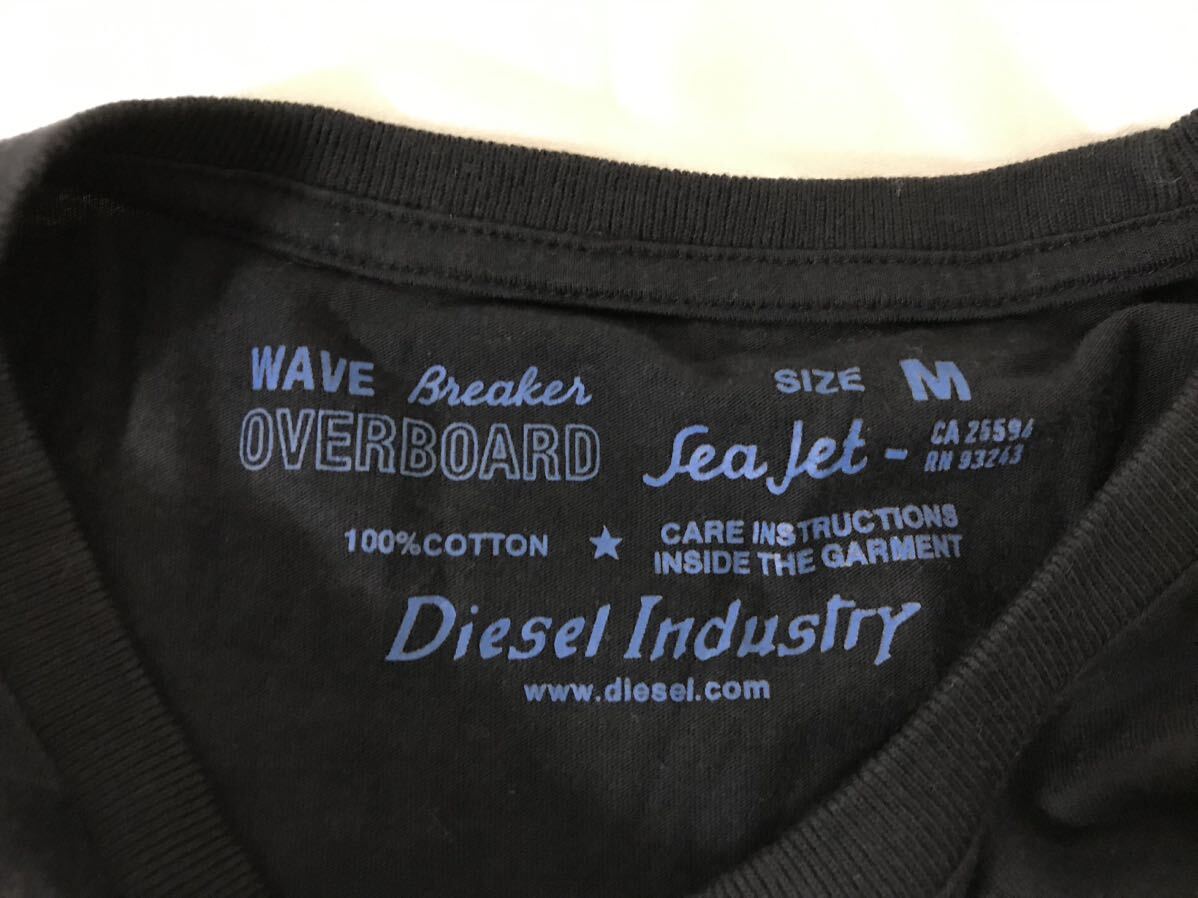 WAVE Breaker
OVERBOARD
SIZE M
Sea Jet -
CA 25594
RN 93243
100%COTTON ★
CARE INSTRUCTIONS
INSIDE THE GARMENT
Diesel Industry
www.diesel.com